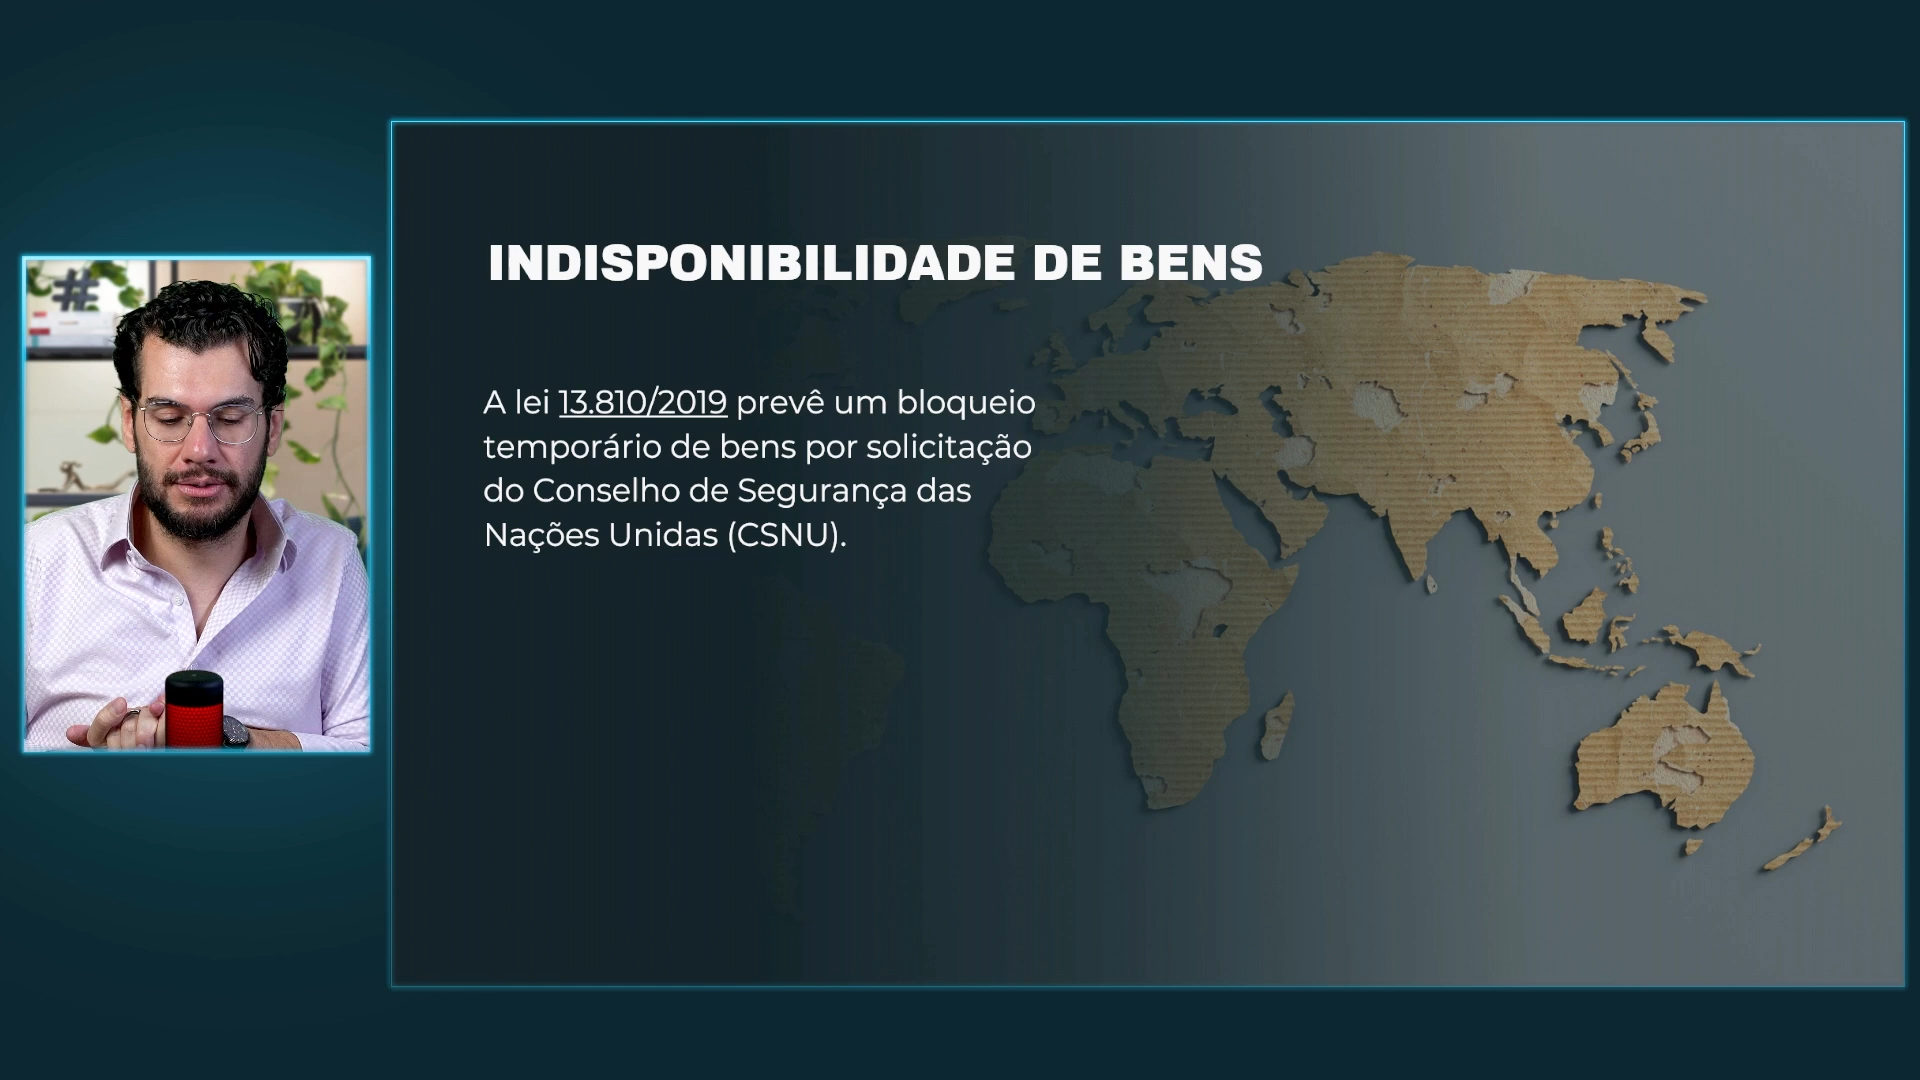 INDISPONIBILIDADE DE BENS
A lei 13.810/2019 prevê um bloqueio
temporário de bens por solicitação
do Conselho de Segurança das
Nações Unidas (CSNU).